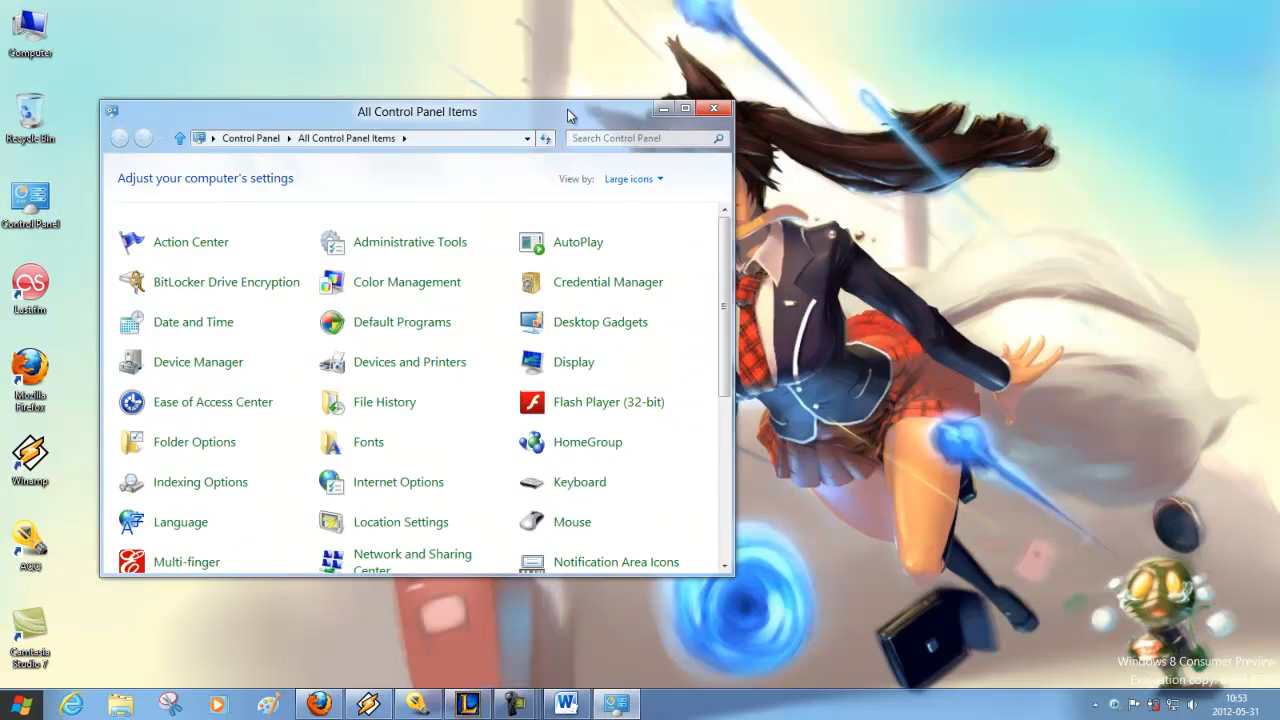 Computer
Recycle Bin
Control Panel
Last.fm
Mozilla
Firefox
Winamp
AQQ
Camtasia
Studio 7
All Control Panel Items
Control Panel
All Control Panel Items
Search Control Panel
Adjust your computer's settings
View by:
Large icons
Action Center
Administrative Tools
AutoPlay
BitLocker Drive Encryption
Color Management
Credential Manager
Date and Time
Default Programs
Desktop Gadgets
Device Manager
Devices and Printers
Display
Ease of Access Center
File History
Flash Player (32-bit)
Folder Options
Fonts
HomeGroup
Indexing Options
Internet Options
Keyboard
Language
Location Settings
Mouse
Multi-finger
Network and Sharing
Center
Notification Area Icons
Windows 8 Consumer Preview
Evaluation copy.
10:53
2012-05-31